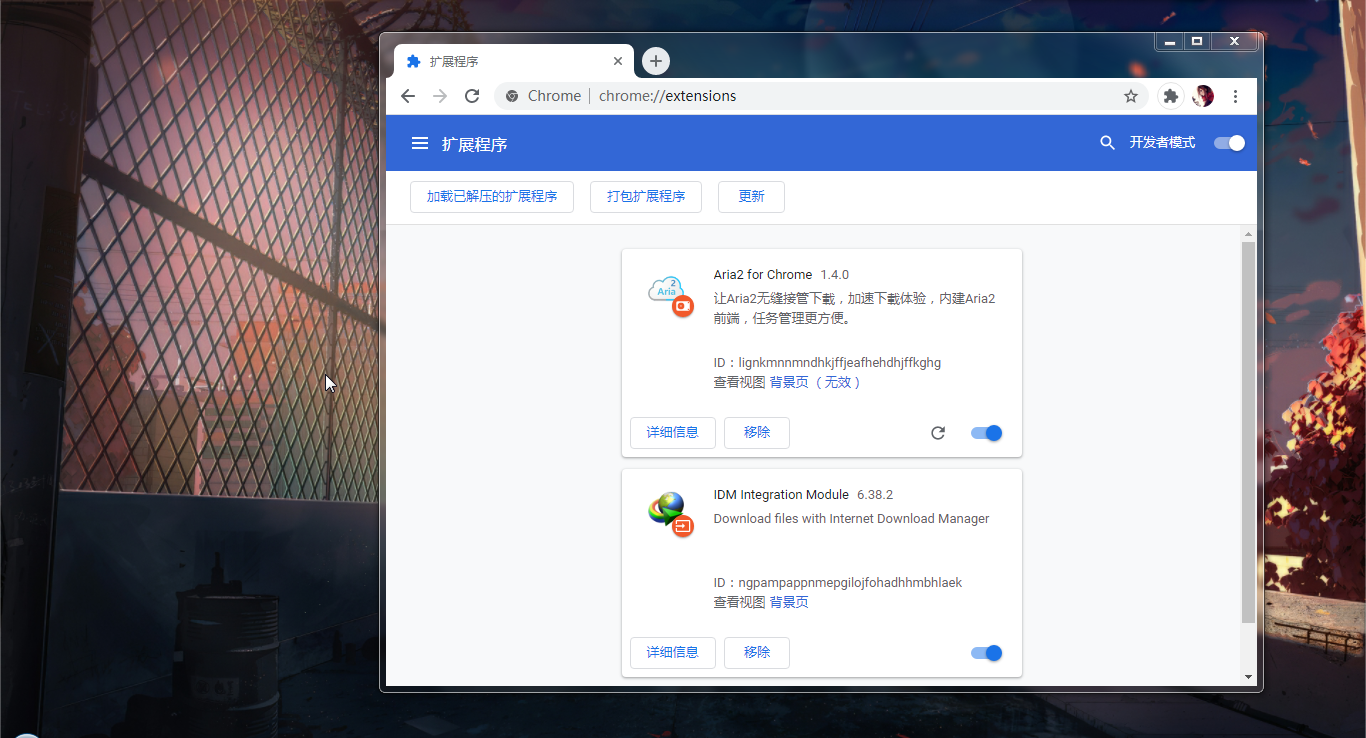 扩展程序
Chrome | chrome://extensions
扩展程序
开发者模式
加载已解压的扩展程序
打包扩展程序
更新
2
Aria
Aria2 for Chrome 1.4.0
让Aria2无缝接管下载，加速下载体验，内建Aria2
前端，任务管理更方便。
ID：lignkmnnmndhkjffjeafhehdhjffkghg
查看视图 背景页 （无效）
详细信息
移除
IDM Integration Module 6.38.2
Download files with Internet Download Manager
ID：ngpampappnmepgilojfohadhhmbhlaek
查看视图 背景页
详细信息
移除